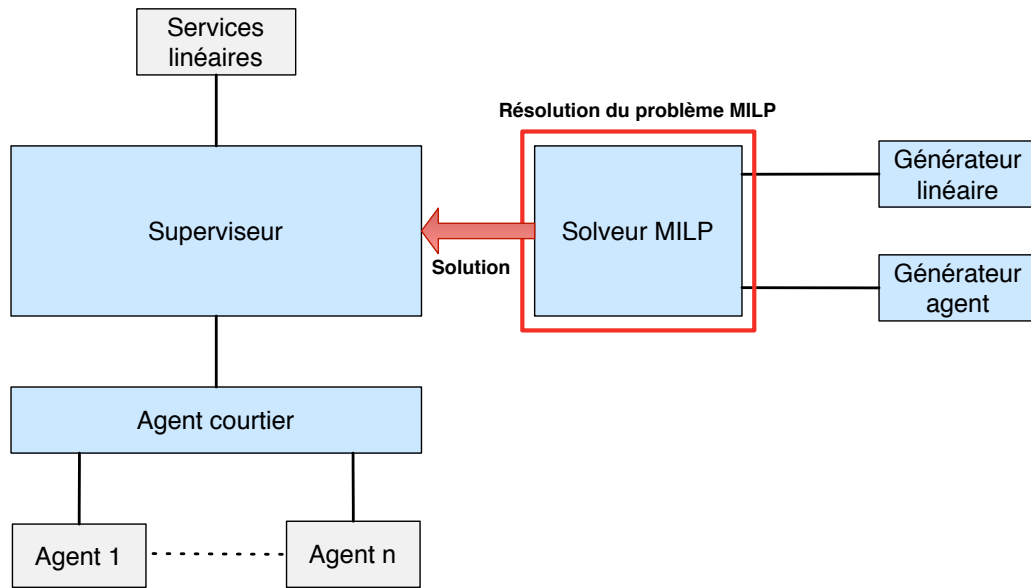 Services
linéaires
Résolution du problème MILP
Générateur
linéaire
Superviseur
Solveur MILP
Solution
Générateur
agent
Agent courtier
Agent 1
Agent n